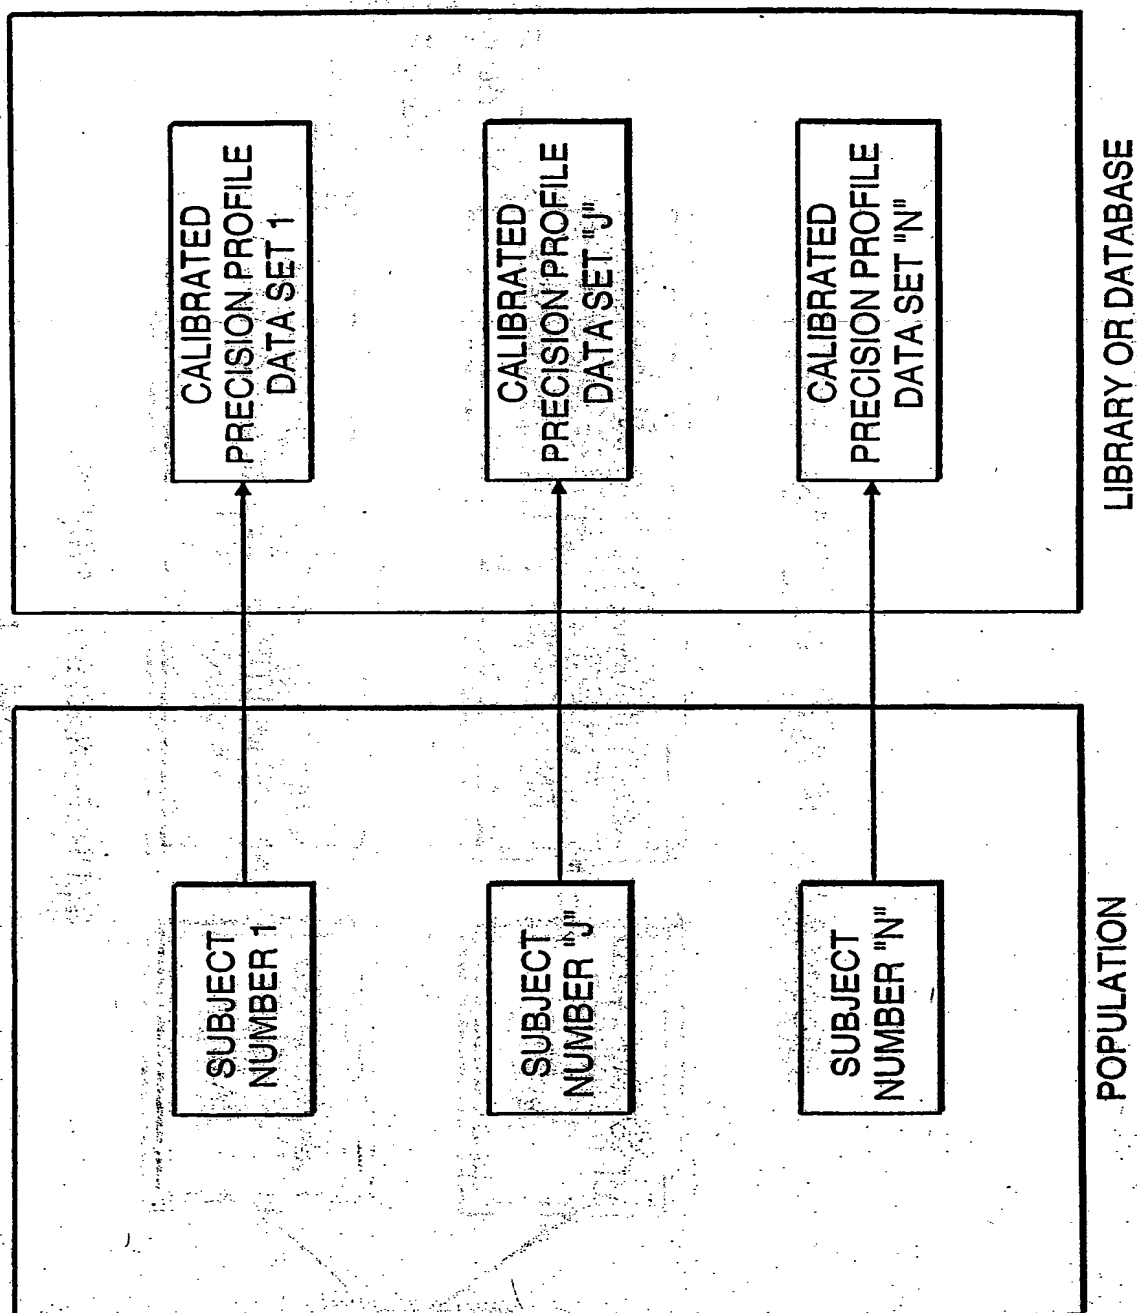 SUBJECT
NUMBER 1
CALIBRATED
PRECISION PROFILE
DATA SET 1
SUBJECT
NUMBER "J"
CALIBRATED
PRECISION PROFILE
DATA SET "J"
SUBJECT
NUMBER "N"
CALIBRATED
PRECISION PROFILE
DATA SET "N"
POPULATION
LIBRARY OR DATABASE